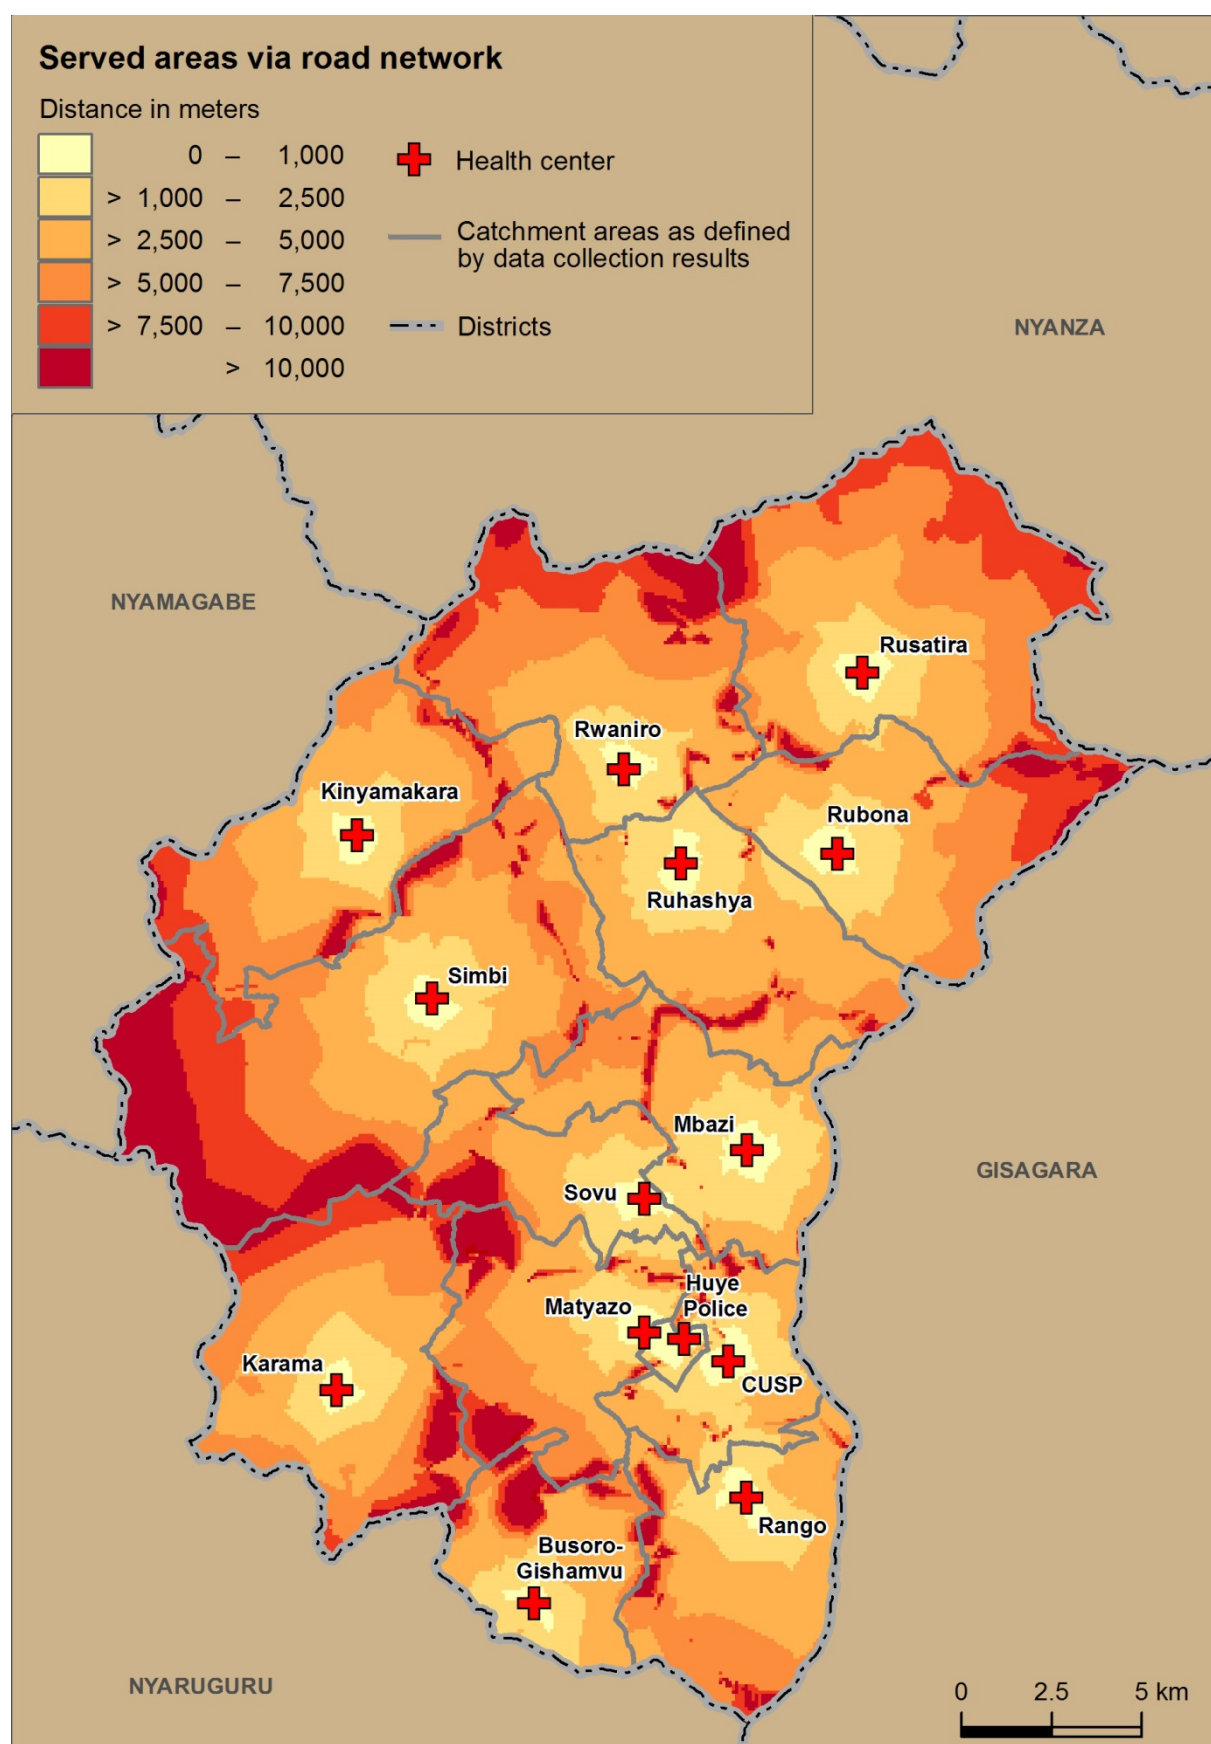 Served areas via road network
Distance in meters
0 – 1,000
> 1,000 – 2,500
> 2,500 – 5,000
> 5,000 – 7,500
> 7,500 – 10,000
> 10,000
Health center
Catchment areas as defined
by data collection results
Districts
NYANZA
NYAMAGABE
Rusatira
Rwaniro
Kinyamakara
Rubona
Ruhashya
Simbi
Mbazi
GISAGARA
Sovu
Huye
Police
Matyazo
Karama
CUSP
Rango
Busoro-
Gishamvu
NYARUGURU
0 2.5 5 km